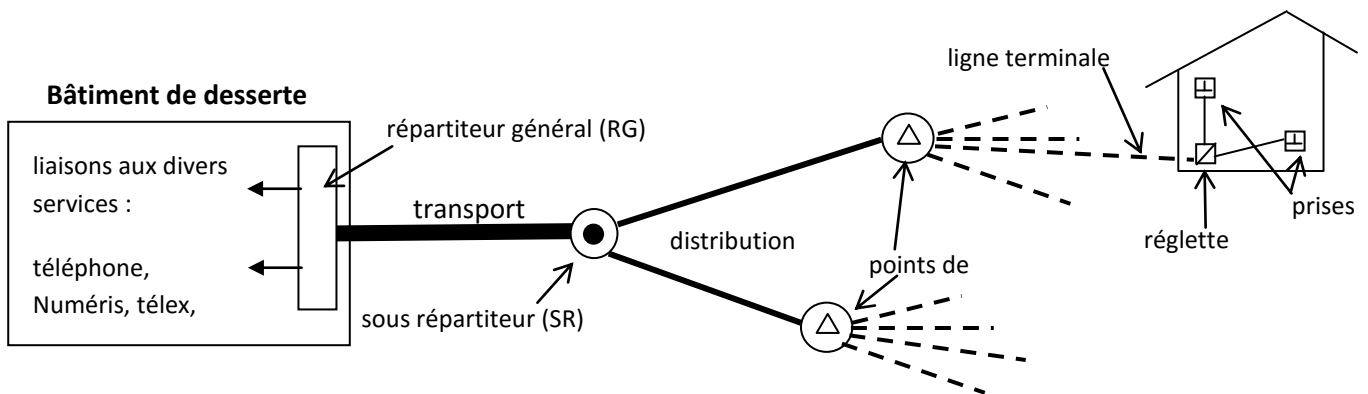 Bâtiment de desserte
liaisons aux divers
services :
téléphone,
Numéris, télex,
répartiteur général (RG)
transport
sous répartiteur (SR)
distribution
points de
ligne terminale
réglette
prises